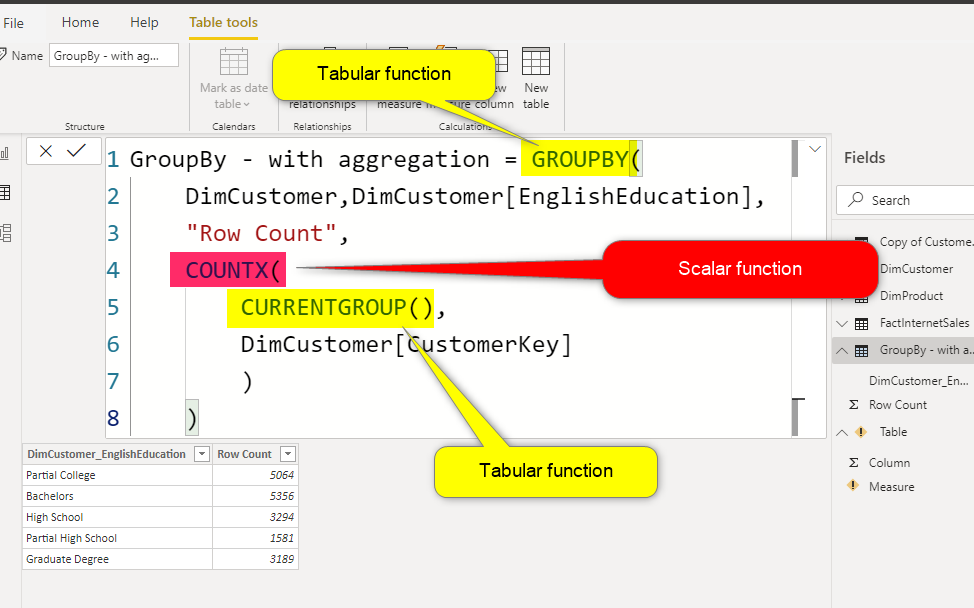 File Home Help Table tools
Name GroupBy - with ag...
Mark as date
table
relationships
measure measure column
New
table
Structure
Calendars
Relationships
Calculations
Tabular function
1 GroupBy - with aggregation = GROUPBY(
2 DimCustomer,DimCustomer[EnglishEducation],
3 "Row Count",
4 COUNTX(
5 CURRENTGROUP(),
6 DimCustomer[CustomerKey]
7 )
8 )
Scalar function
Tabular function
DimCustomer_EnglishEducation Row Count
Partial College 5064
Bachelors 5356
High School 3294
Partial High School 1581
Graduate Degree 3189
Fields
Search
Copy of Custome.
DimCustomer
DimProduct
FactInternetSales
GroupBy - with a...
DimCustomer_En...
Σ Row Count
Table
Σ Column
Measure